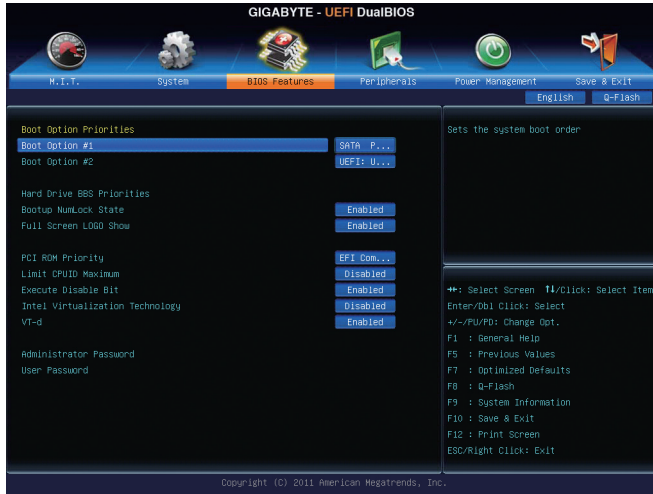 GIGABYTE - UEFI DualBIOS
M.I.T. System BIOS Features Peripherals Power Management Save & Exit
English Q-Flash
Boot Option Priorities
Boot Option #1 SATA P...
Boot Option #2 UEFI: U...
Hard Drive BBS Priorities
Bootup NumLock State Enabled
Full Screen LOGO Show Enabled
PCI ROM Priority EFI Com...
Limit CPUID Maximum Disabled
Execute Disable Bit Enabled
Intel Virtualization Technology Disabled
VT-d Enabled
Administrator Password
User Password
Sets the system boot order
↔: Select Screen ↑↓/Click: Select Item
Enter/Dbl Click: Select
+/-/PU/PD: Change Opt.
F1 : General Help
F5 : Previous Values
F7 : Optimized Defaults
F8 : Q-Flash
F9 : System Information
F10 : Save & Exit
F12 : Print Screen
ESC/Right Click: Exit
Copyright (C) 2011 American Megatrends, Inc.